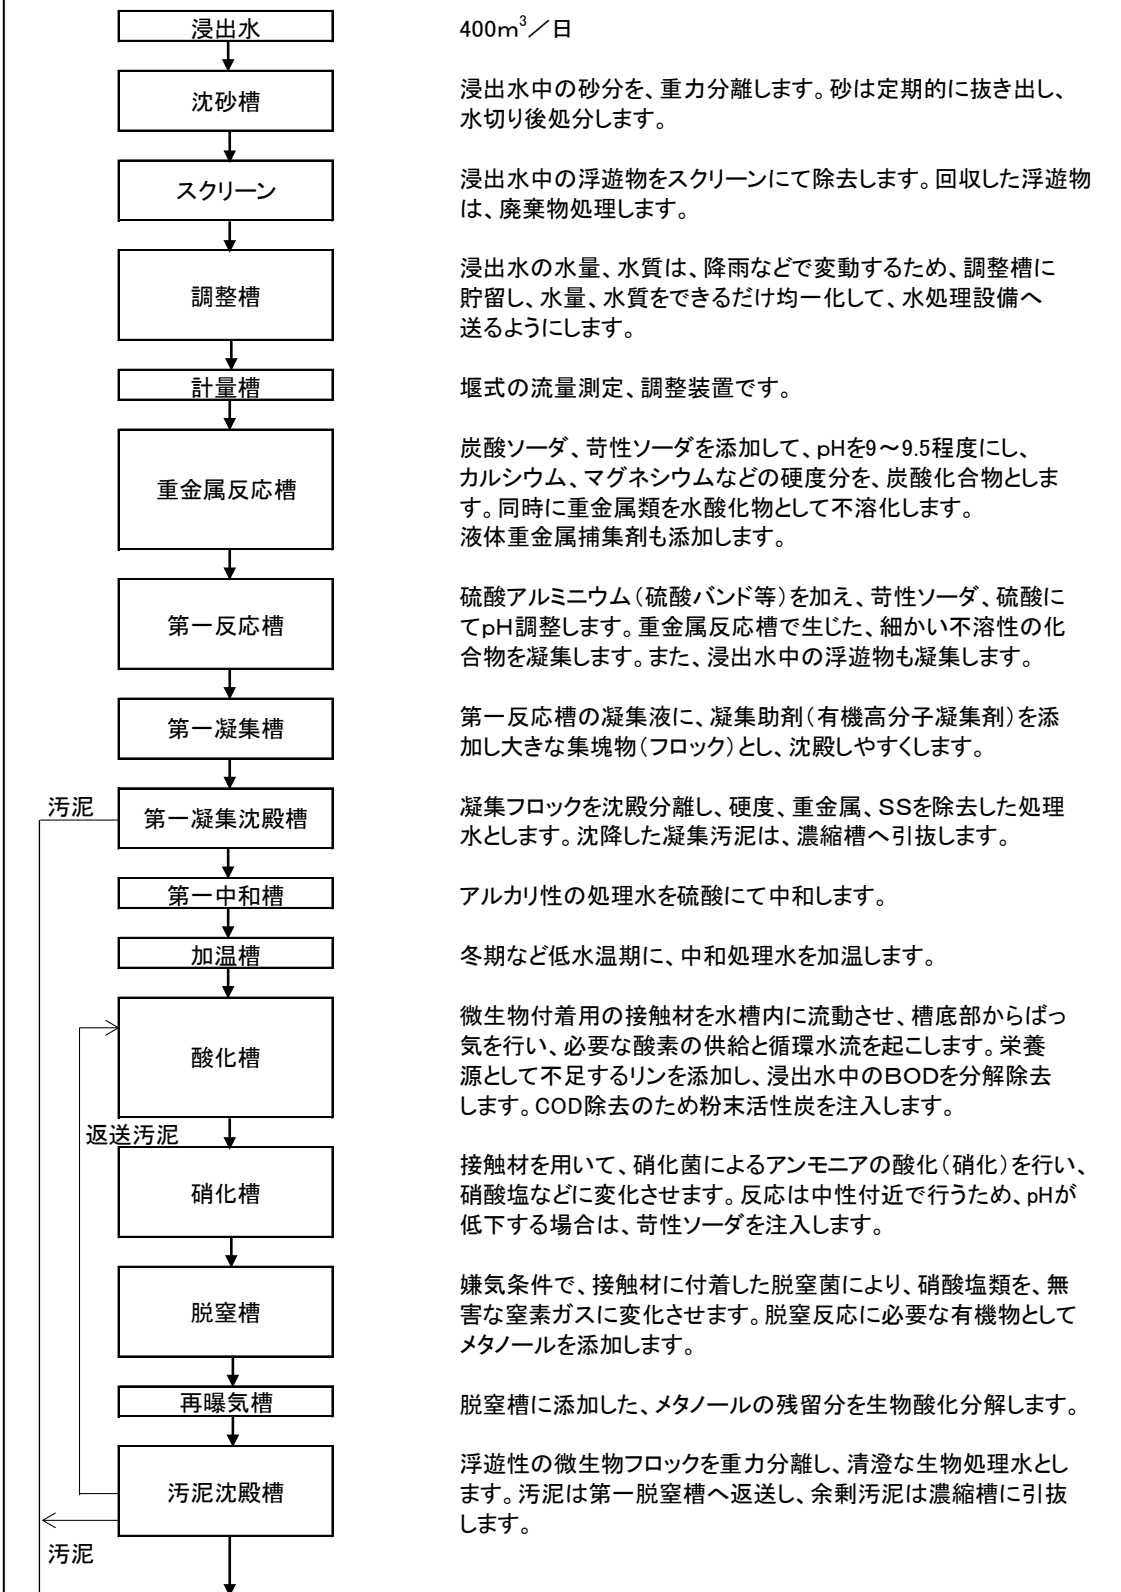 浸出水
400m³／日
沈砂槽
浸出水中の砂分を、重力分離します。砂は定期的に抜き出し、
水切り後処分します。
スクリーン
浸出水中の浮遊物をスクリーンにて除去します。回収した浮遊物
は、廃棄物処理します。
調整槽
浸出水の水量、水質は、降雨などで変動するため、調整槽に
貯留し、水量、水質をできるだけ均一化して、水処理設備へ
送るようにします。
計量槽
堰式の流量測定、調整装置です。
重金属反応槽
炭酸ソーダ、苛性ソーダを添加して、pHを9～9.5程度にし、
カルシウム、マグネシウムなどの硬度分を、炭酸化合物としま
す。同時に重金属類を水酸化物として不溶化します。
液体重金属捕集剤も添加します。
第一反応槽
硫酸アルミニウム（硫酸バンド等）を加え、苛性ソーダ、硫酸に
てpH調整します。重金属反応槽で生じた、細かい不溶性の化
合物を凝集します。また、浸出水中の浮遊物も凝集します。
第一凝集槽
第一反応槽の凝集液に、凝集助剤（有機高分子凝集剤）を添
加し大きな集塊物（フロック）とし、沈殿しやすくします。
汚泥
第一凝集沈殿槽
凝集フロックを沈殿分離し、硬度、重金属、ＳＳを除去した処理
水とします。沈降した凝集汚泥は、濃縮槽へ引抜します。
第一中和槽
アルカリ性の処理水を硫酸にて中和します。
加温槽
冬期など低水温期に、中和処理水を加温します。
酸化槽
微生物付着用の接触材を水槽内に流動させ、槽底部からばっ
気を行い、必要な酸素の供給と循環水流を起こします。栄養
源として不足するリンを添加し、浸出水中のＢＯＤを分解除去
します。COD除去のため粉末活性炭を注入します。
返送汚泥
硝化槽
接触材を用いて、硝化菌によるアンモニアの酸化（硝化）を行い、
硝酸塩などに変化させます。反応は中性付近で行うため、pHが
低下する場合は、苛性ソーダを注入します。
脱窒槽
嫌気条件で、接触材に付着した脱窒菌により、硝酸塩類を、無
害な窒素ガスに変化させます。脱窒反応に必要な有機物として
メタノールを添加します。
再曝気槽
脱窒槽に添加した、メタノールの残留分を生物酸化分解します。
汚泥沈殿槽
浮遊性の微生物フロックを重力分離し、清澄な生物処理水とし
ます。汚泥は第一脱窒槽へ返送し、余剰汚泥は濃縮槽に引抜
します。
汚泥